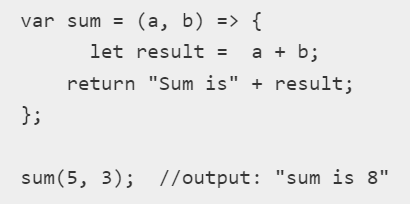 var sum = (a, b) => {
let result =  a + b;
return "Sum is" + result;
};
sum(5, 3);  //output: "sum is 8"